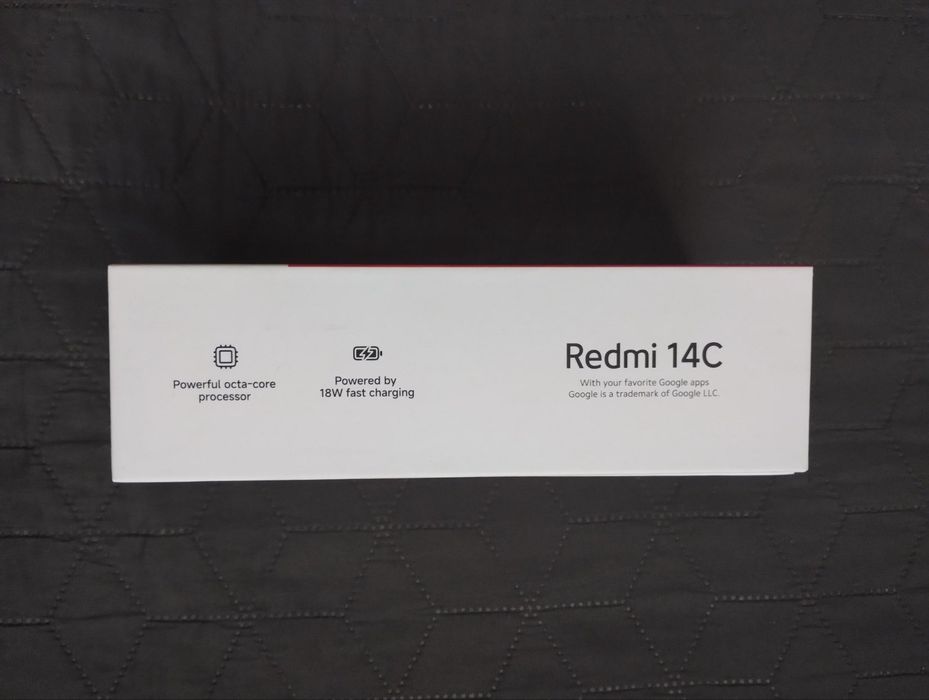 Powerful octa-core
processor
Powered by
18W fast charging
Redmi 14C
With your favorite Google apps
Google is a trademark of Google LLC.